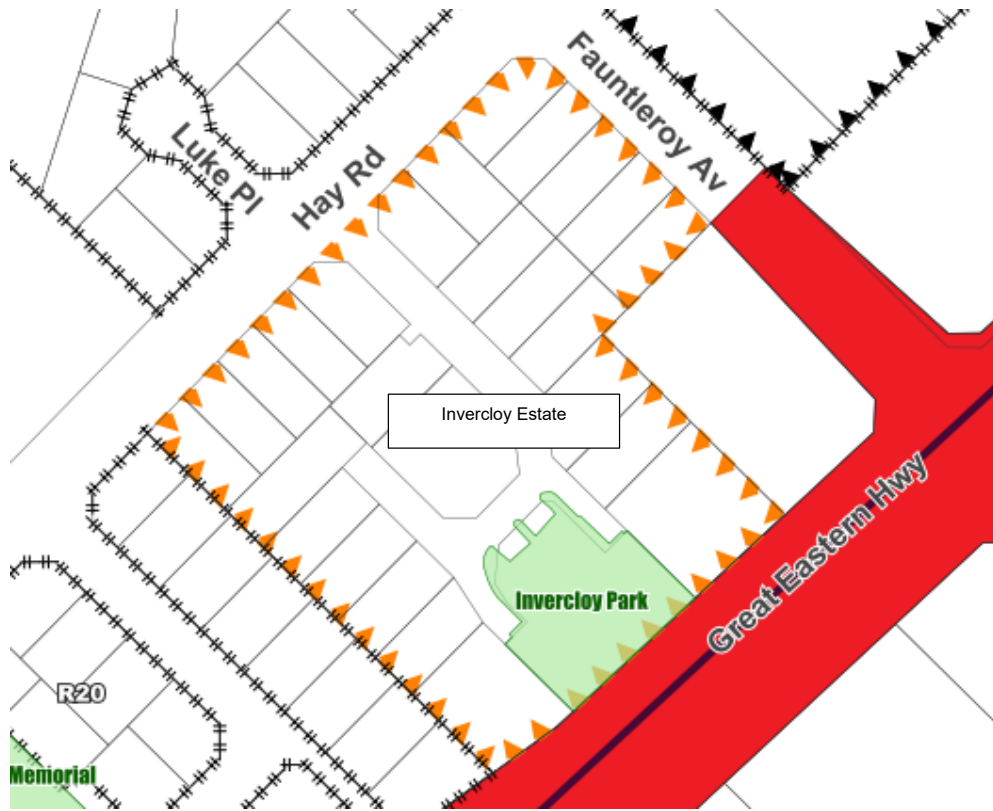 Fauntleroy Av
Luke Pl
Hay Rd
Invercloy Estate
Great Eastern Hwy
Invercloy Park
R20
Memorial